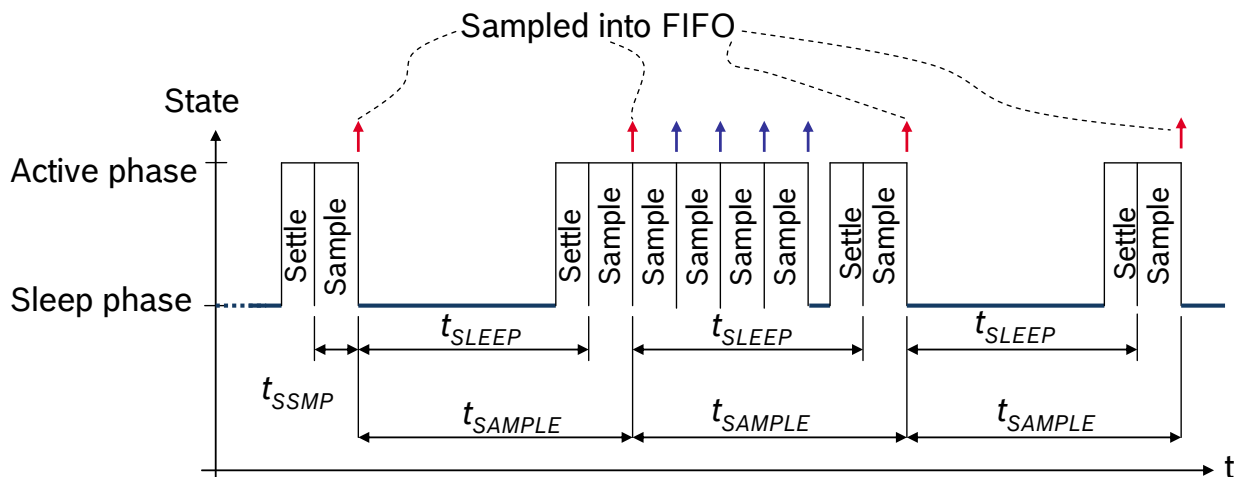 Sampled into FIFO
State
Active phase
Settle
Sample
Settle
Sample
Sample
Sample
Sample
Sample
Settle
Sample
Settle
Sample
Sleep phase
tSLEEP
tSLEEP
tSLEEP
tSSMP
tSAMPLE
tSAMPLE
tSAMPLE
t